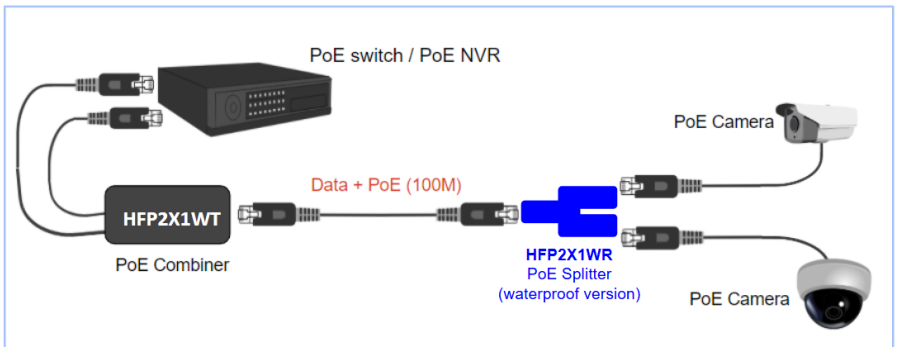 PoE switch / PoE NVR
PoE Camera
Data + PoE (100M)
HFP2X1WT
PoE Combiner
HFP2X1WR
PoE Splitter
(waterproof version)
PoE Camera